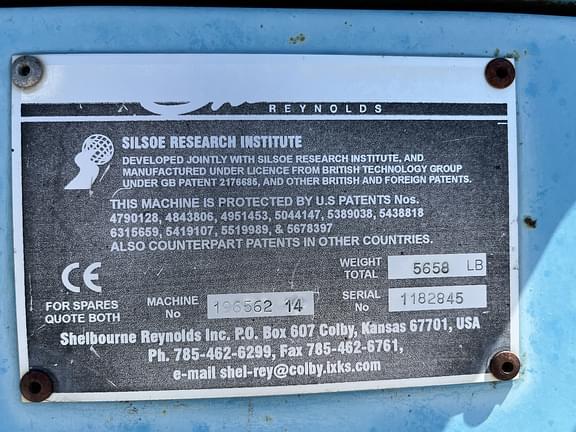 REYNOLDS
SILSOE RESEARCH INSTITUTE
DEVELOPED JOINTLY WITH SILSOE RESEARCH INSTITUTE, AND
MANUFACTURED UNDER LICENCE FROM BRITISH TECHNOLOGY GROUP
UNDER GB PATENT 2176685, AND OTHER BRITISH AND FOREIGN PATENTS.
THIS MACHINE IS PROTECTED BY U.S PATENTS Nos.
4790128, 4843806, 4951453, 5044147, 5389038, 5438818
6315659, 5419107, 5519989, & 5678397
ALSO COUNTERPART PATENTS IN OTHER COUNTRIES.
CE
FOR SPARES
QUOTE BOTH
WEIGHT
TOTAL 5658 LB
MACHINE
No 196562 14
SERIAL
No 1182845
Shelbourne Reynolds Inc. P.O. Box 607 Colby, Kansas 67701, USA
Ph. 785-462-6299, Fax 785-462-6761,
e-mail shel-rey@colby.ixks.com